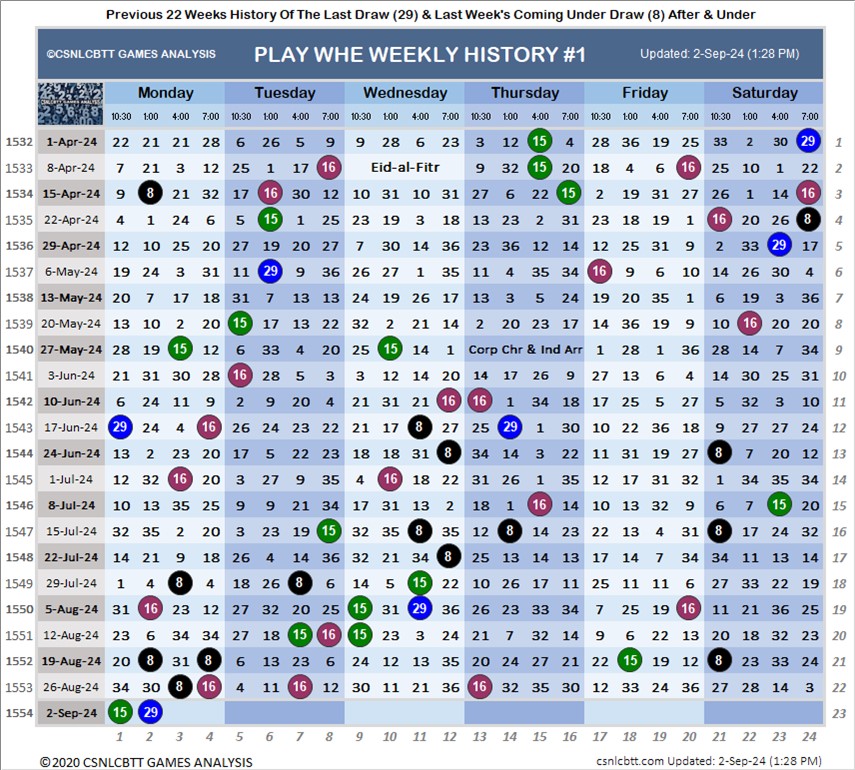 Previous 22 Weeks History Of The Last Draw (29) & Last Week's Coming Under Draw (8) After & Under
©CSNLCBTT GAMES ANALYSIS PLAY WHE WEEKLY HISTORY #1 Updated: 2-Sep-24 (1:28 PM)
Monday Tuesday Wednesday Thursday Friday Saturday
CSNLCBTT GAMES ANALYSIS 10:30 1:00 4:00 7:00 10:30 1:00 4:00 7:00 10:30 1:00 4:00 7:00 10:30 1:00 4:00 7:00 10:30 1:00 4:00 7:00 10:30 1:00 4:00 7:00
1532 1-Apr-24 22 21 21 28 6 26 5 9 9 28 6 23 3 12 15 4 28 36 19 25 33 2 30 29 1
1533 8-Apr-24 7 21 3 12 25 1 17 16 Eid-al-Fitr 9 32 15 20 18 4 6 16 25 10 1 22 2
1534 15-Apr-24 9 8 21 32 17 16 30 12 10 31 10 31 27 6 22 15 2 19 31 27 26 1 14 16 3
1535 22-Apr-24 4 1 24 6 5 15 1 25 23 19 3 18 13 23 2 31 23 18 19 1 16 20 26 8 4
1536 29-Apr-24 12 10 25 20 27 19 20 27 7 30 14 36 23 36 12 14 12 25 31 9 2 33 29 17 5
1537 6-May-24 19 24 3 31 11 29 9 36 26 27 1 35 11 4 35 34 16 9 6 10 14 26 30 4 6
1538 13-May-24 20 7 17 18 31 7 13 13 24 19 26 17 13 3 5 24 19 20 35 1 6 19 3 36 7
1539 20-May-24 13 10 2 20 15 17 13 22 32 2 21 14 7 20 23 17 14 36 19 9 22 16 20 20 8
1540 27-May-24 28 19 15 12 6 33 4 20 26 15 14 1 Corp Chr & Ind Arr 1 28 1 36 28 14 7 34 9
1541 3-Jun-24 21 31 30 28 16 28 5 3 3 12 14 20 14 17 26 9 27 13 6 4 14 30 25 31 10
1542 10-Jun-24 6 24 11 9 2 9 20 4 21 31 21 16 16 1 34 18 17 25 5 27 5 32 3 10 11
1543 17-Jun-24 29 24 4 16 26 24 23 22 21 11 8 27 25 29 1 30 10 22 36 18 9 27 27 24 12
1544 24-Jun-24 13 2 23 20 17 5 22 23 18 18 31 8 34 14 3 22 11 31 19 27 8 7 20 12 13
1545 1-Jul-24 12 32 16 20 3 27 9 35 4 16 18 22 31 26 1 35 12 17 31 32 1 34 35 34 14
1546 8-Jul-24 10 13 35 25 9 9 21 34 17 31 13 2 18 1 16 14 10 13 32 9 6 7 15 20 15
1547 15-Jul-24 32 35 2 20 3 23 19 15 32 35 8 35 12 8 14 23 22 13 4 31 8 17 24 32 16
1548 22-Jul-24 14 21 9 18 26 4 14 36 32 21 34 8 25 13 14 13 17 14 7 34 34 11 13 14 17
1549 29-Jul-24 1 4 8 4 18 26 8 6 14 5 15 22 10 26 17 11 25 11 11 6 27 33 22 19 18
1550 5-Aug-24 31 16 23 12 27 32 20 25 15 31 29 36 26 23 33 34 7 25 19 16 11 21 36 25 19
1551 12-Aug-24 23 6 34 34 27 18 15 16 15 23 3 24 21 7 32 14 9 6 22 13 20 18 32 23 20
1552 19-Aug-24 20 8 31 8 6 13 23 6 24 12 13 35 20 24 27 21 22 15 19 12 8 23 33 24 21
1553 26-Aug-24 34 30 8 16 4 11 16 12 30 11 21 36 16 32 35 30 12 33 24 36 27 28 14 3 22
1554 2-Sep-24 15 29 23
1 2 3 4 5 6 7 8 9 10 11 12 13 14 15 16 17 18 19 20 21 22 23 24
©2020 CSNLCBTT GAMES ANALYSIS csnlcbtt.com Updated: 2-Sep-24 (1:28 PM)